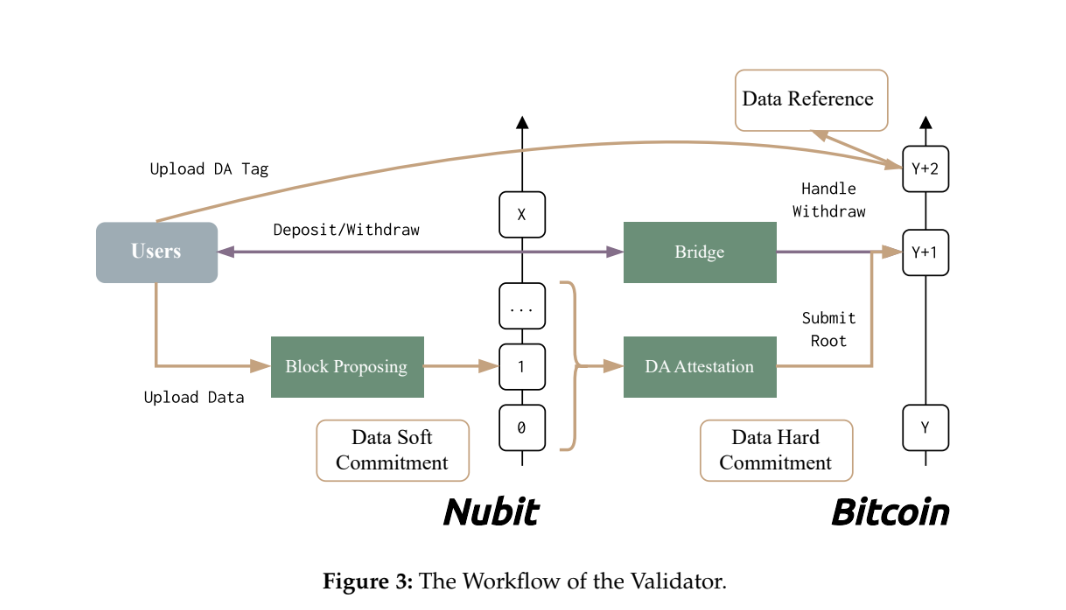 Data Reference
Upload DA Tag
Y+2
Handle
Withdraw
X
Deposit/Withdraw
Users
Bridge
Y+1
...
Submit
Root
Block Proposing
1
DA Attestation
Upload Data
0
Y
Data Soft
Commitment
Data Hard
Commitment
Nubit
Bitcoin
Figure 3: The Workflow of the Validator.